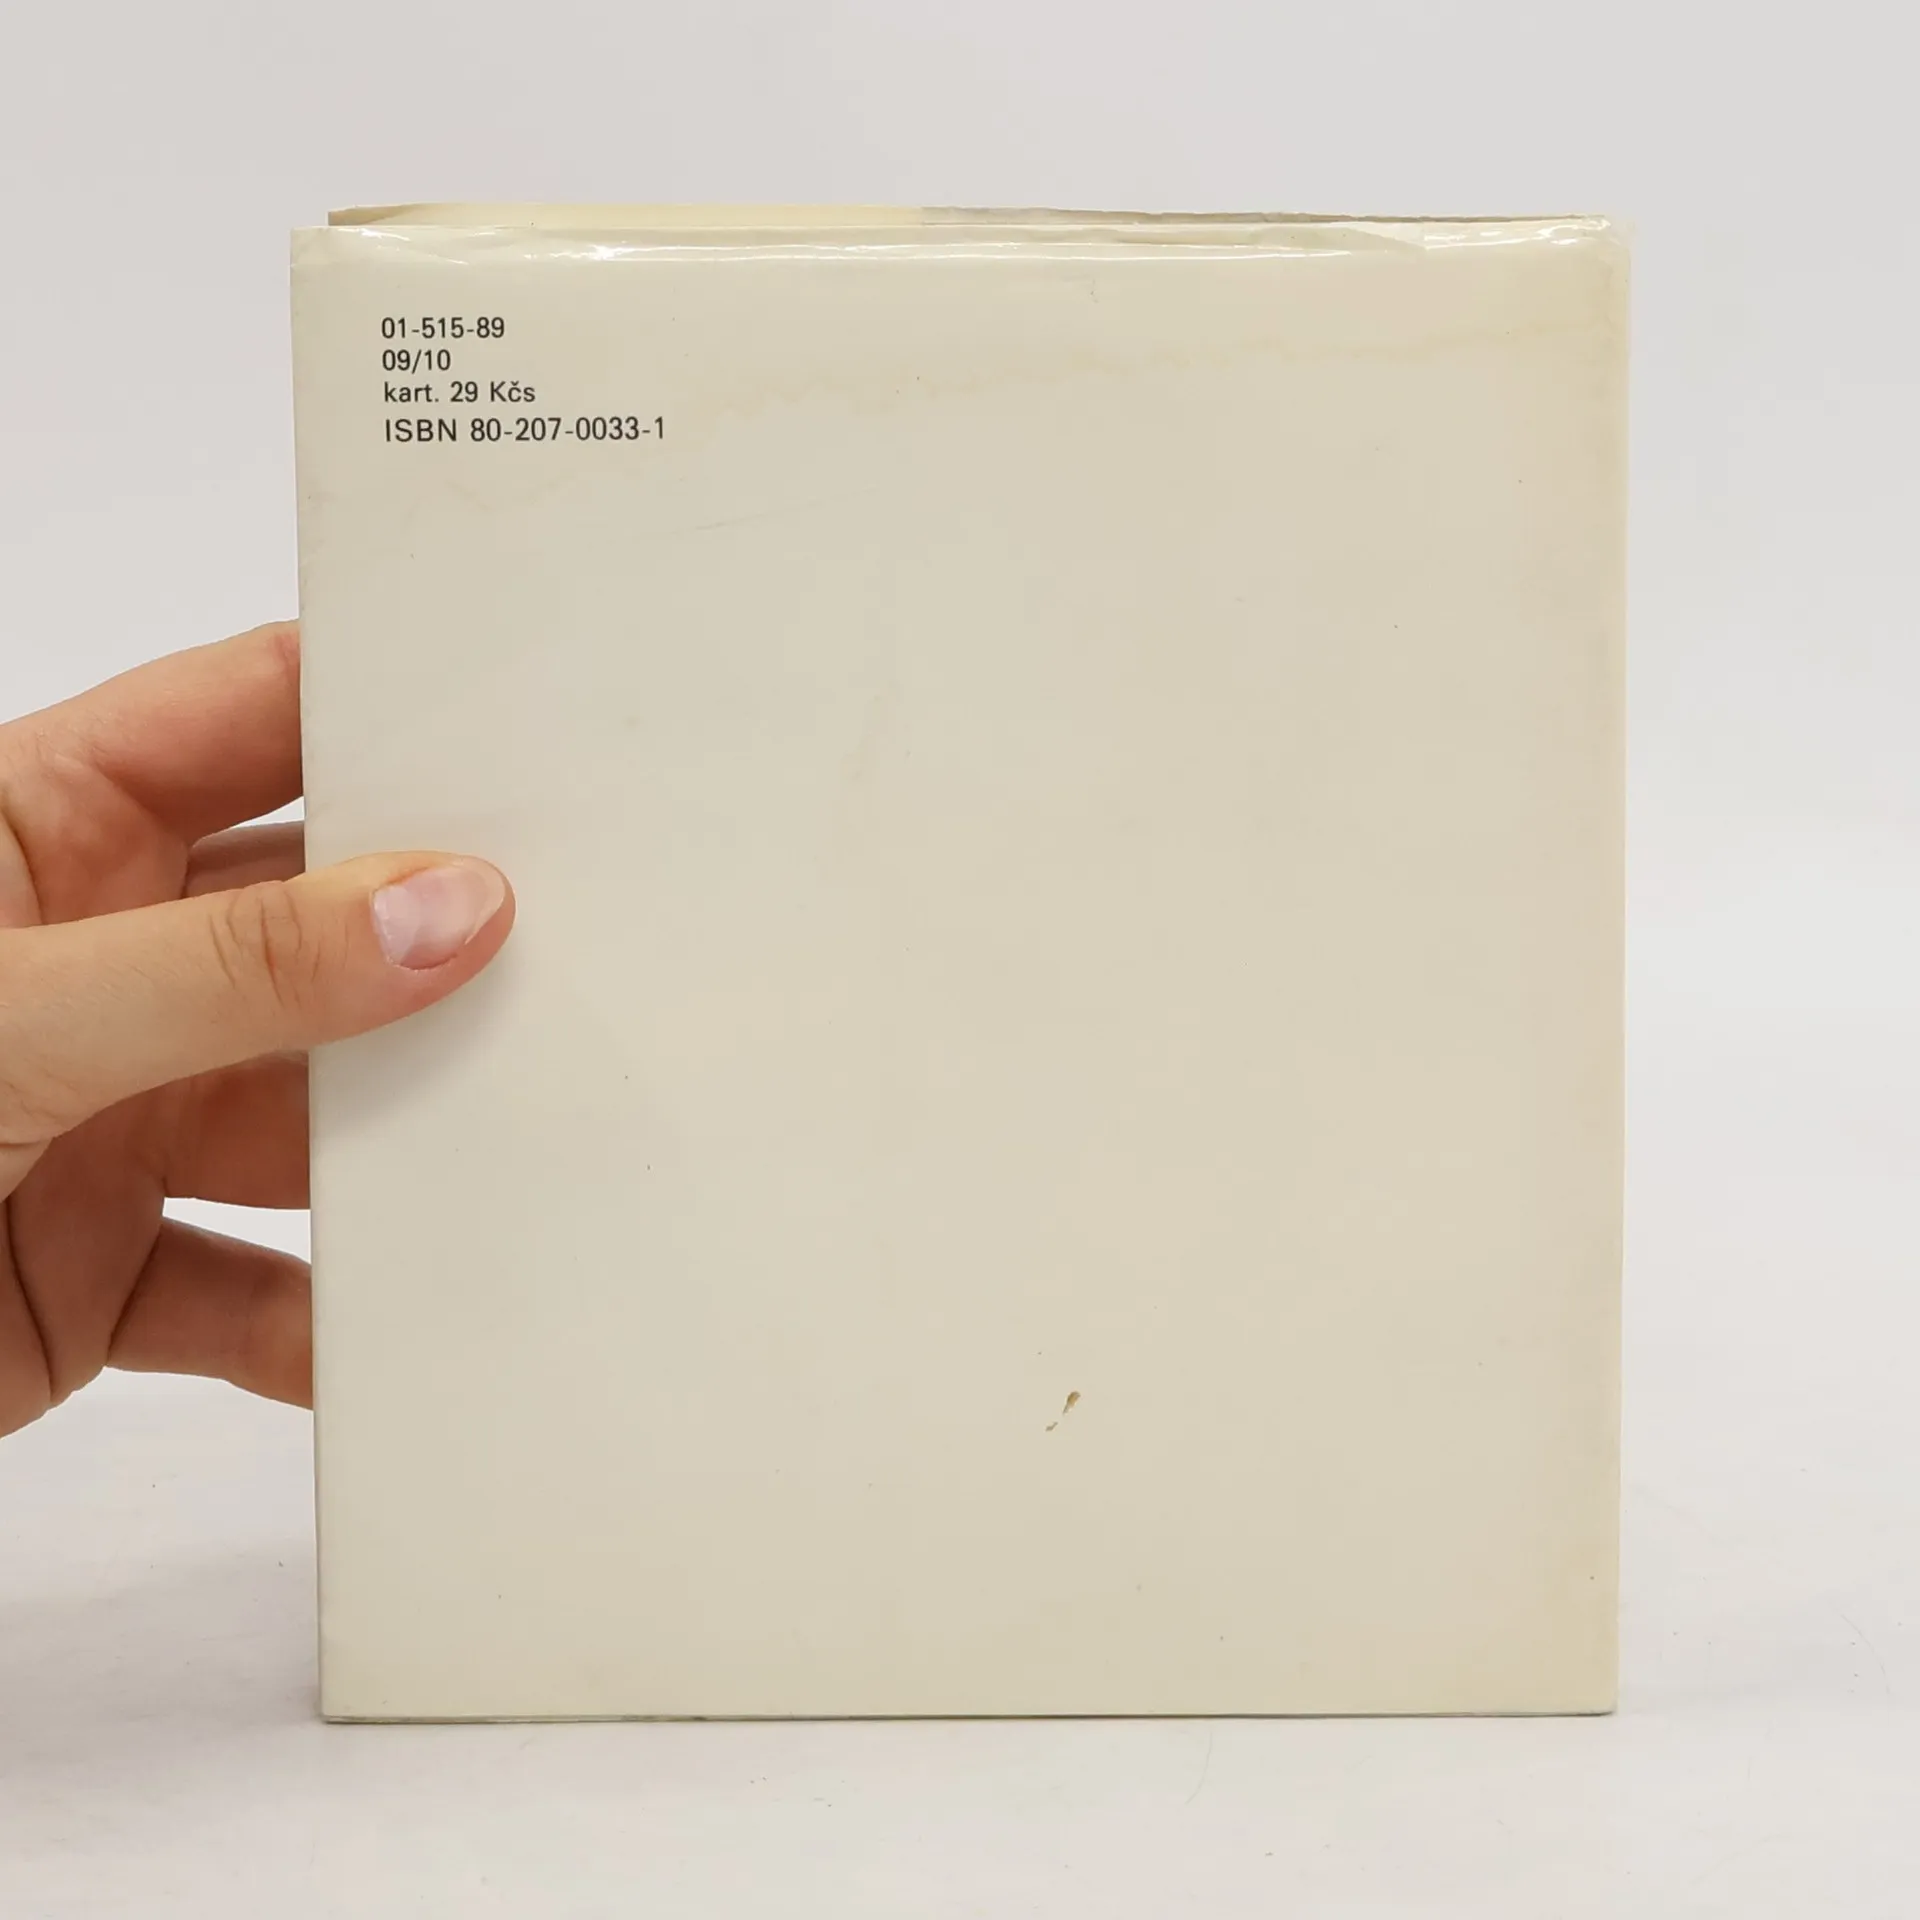 01-515-89
09/10
kart. 29 Kčs
ISBN 80-207-0033-1